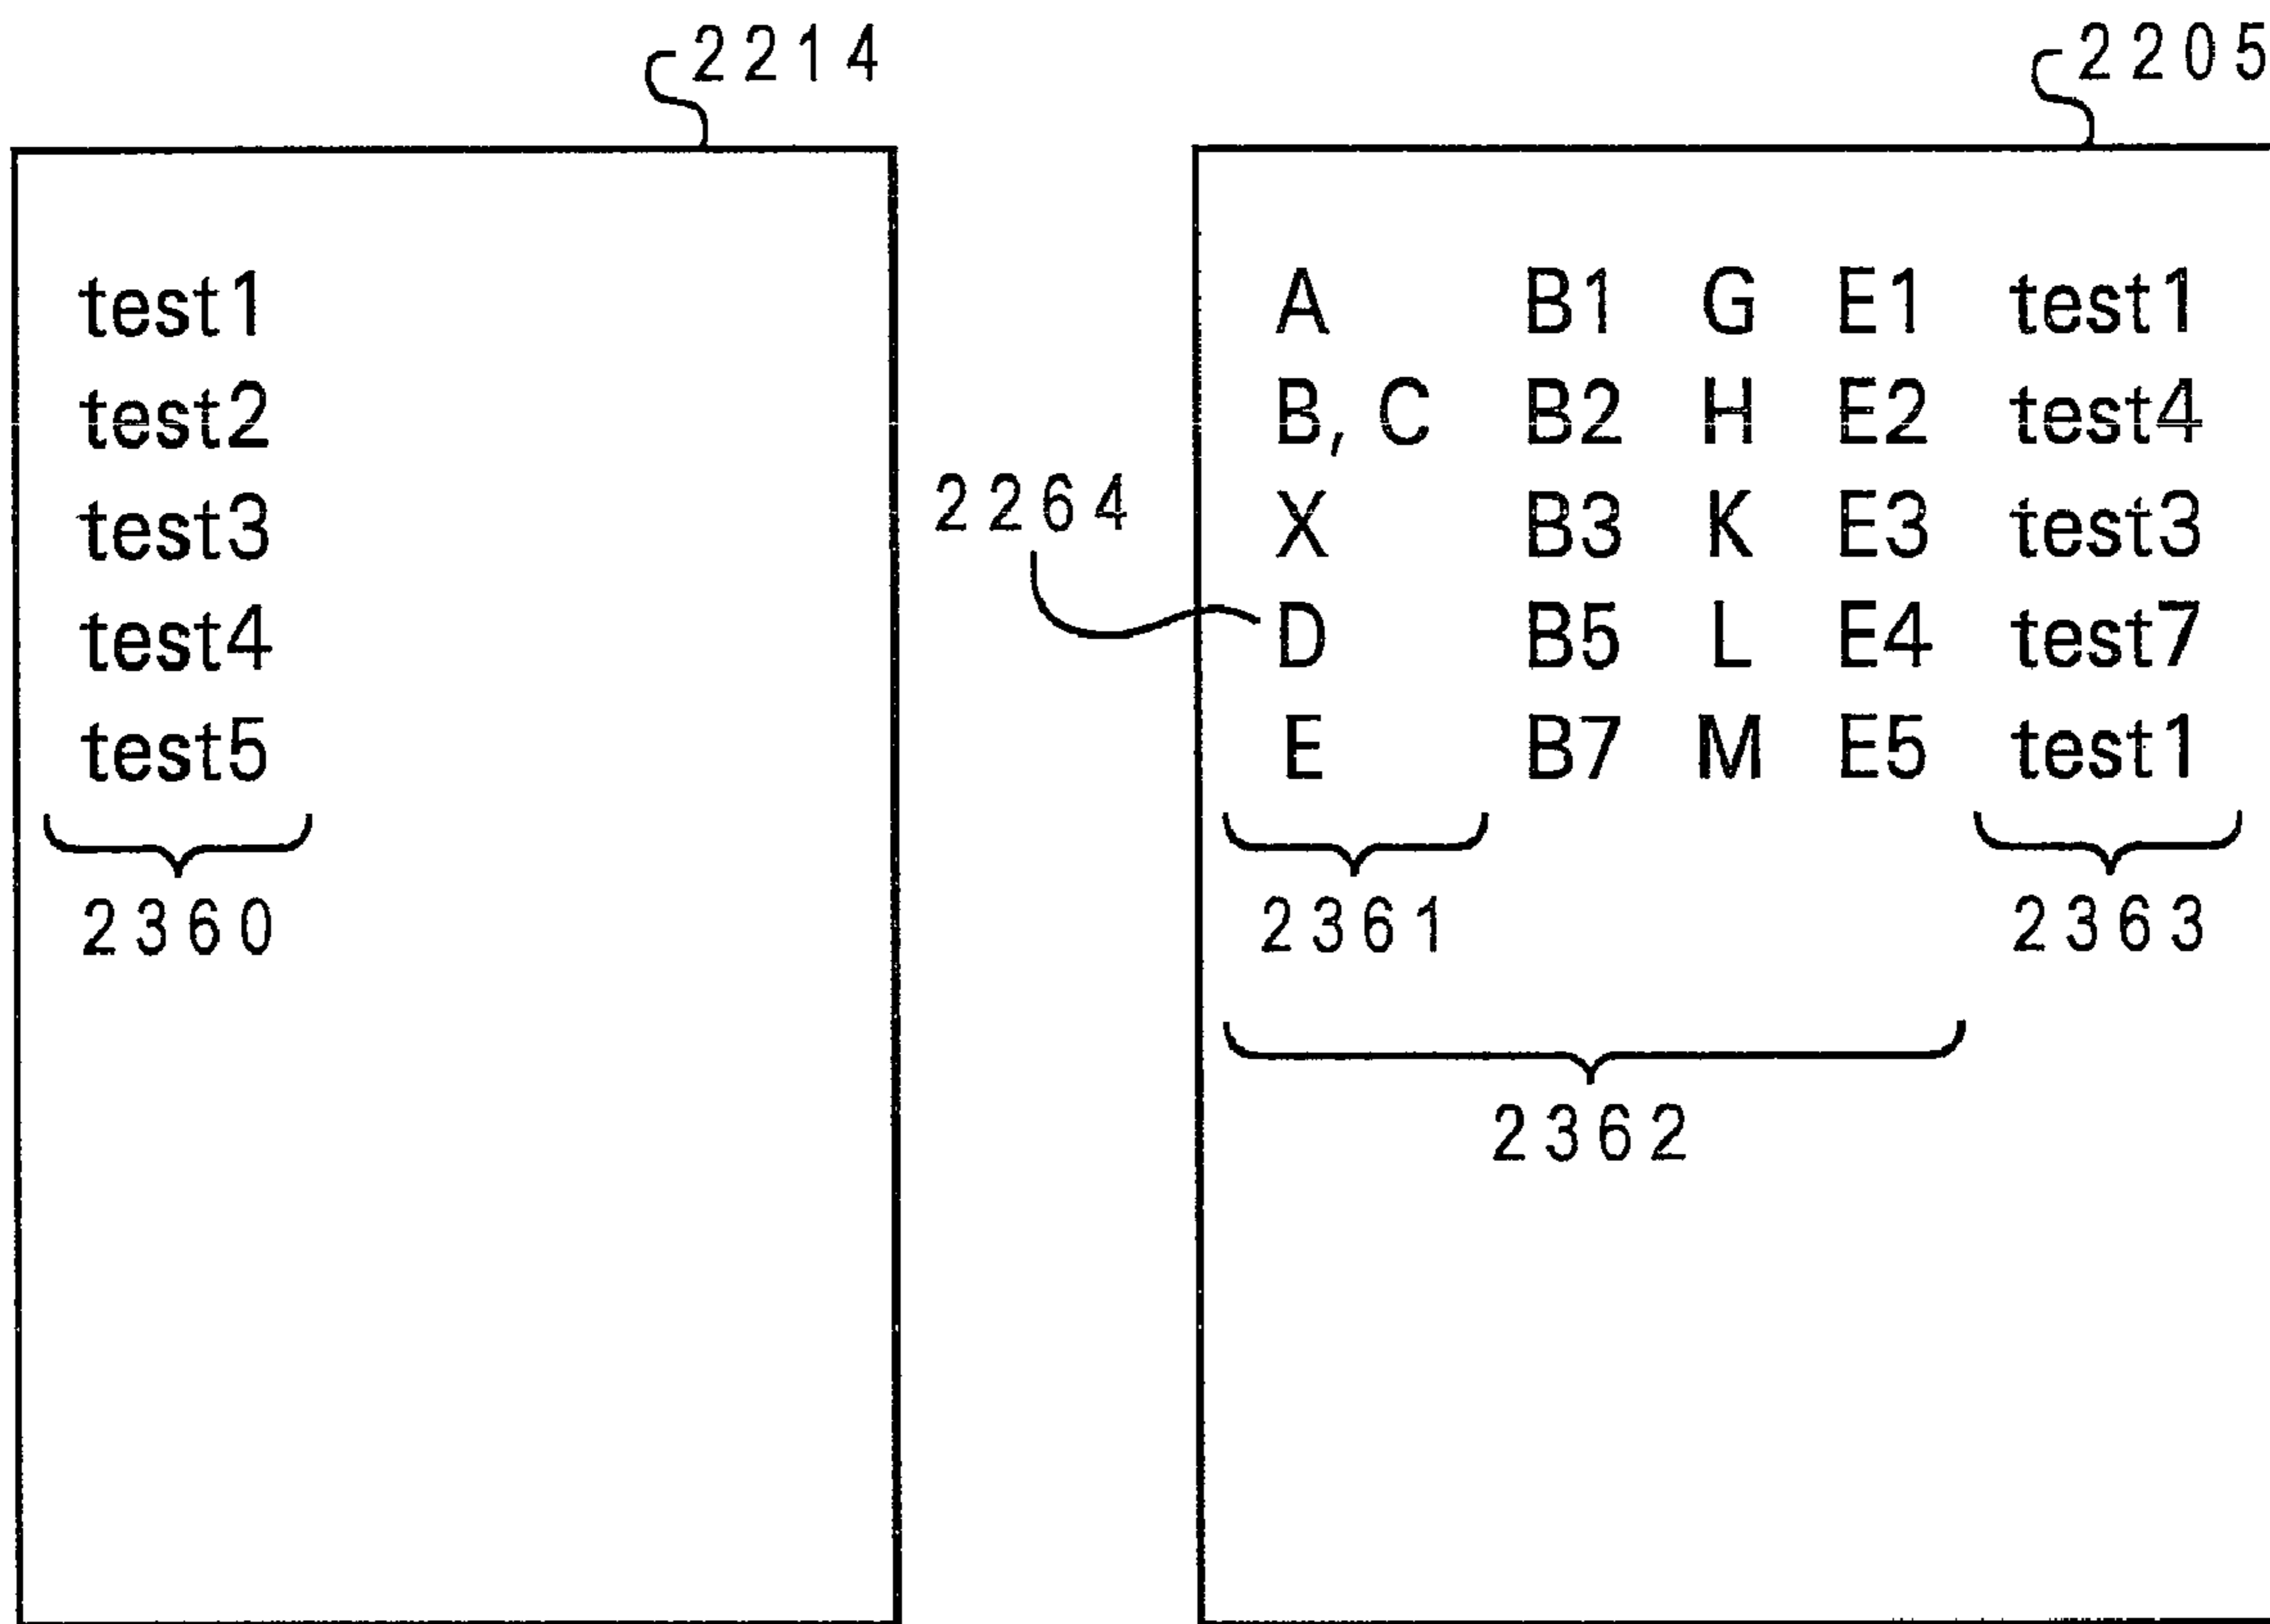 2214
test1
test2
test3
test4
test5
2360
2205
2264
A B1 G E1 test1
B, C B2 H E2 test4
X B3 K E3 test3
D B5 L E4 test7
E B7 M E5 test1
2361 2363
2362